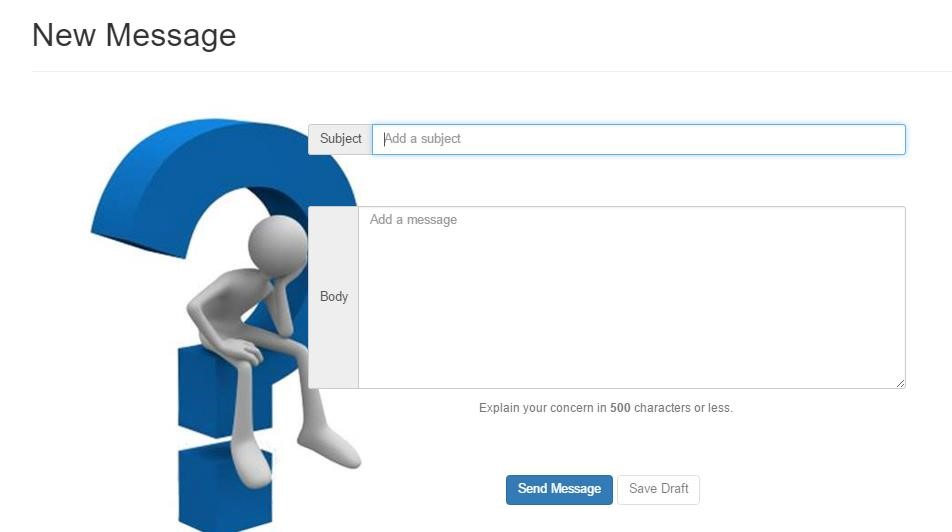 New Message
Subject Add a subject
Add a message
Body
Explain your concern in 500 characters or less.
Send Message Save Draft